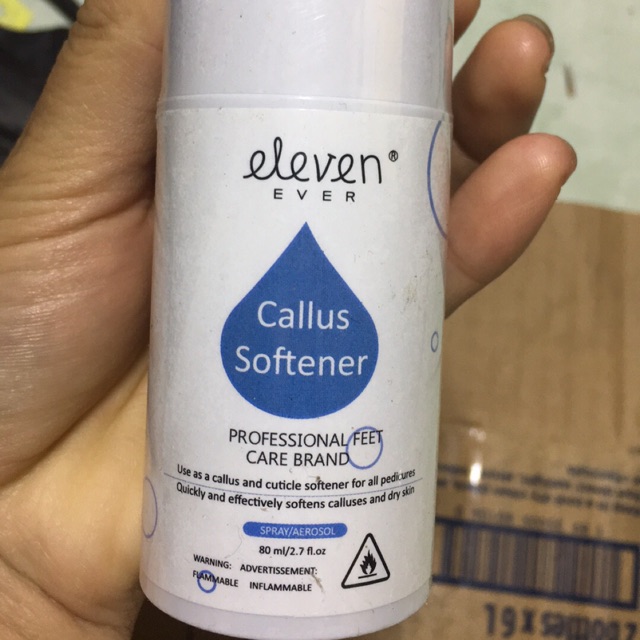 eleven®
EVER
Callus
Softener
PROFESSIONAL FEET
CARE BRAND
Use as a callus and cuticle softener for all pedicures
Quickly and effectively softens calluses and dry skin
SPRAY/AEROSOL
80 ml/2.7 fl.oz
WARNING: ADVERTISEMENT:
FLAMMABLE INFLAMMABLE